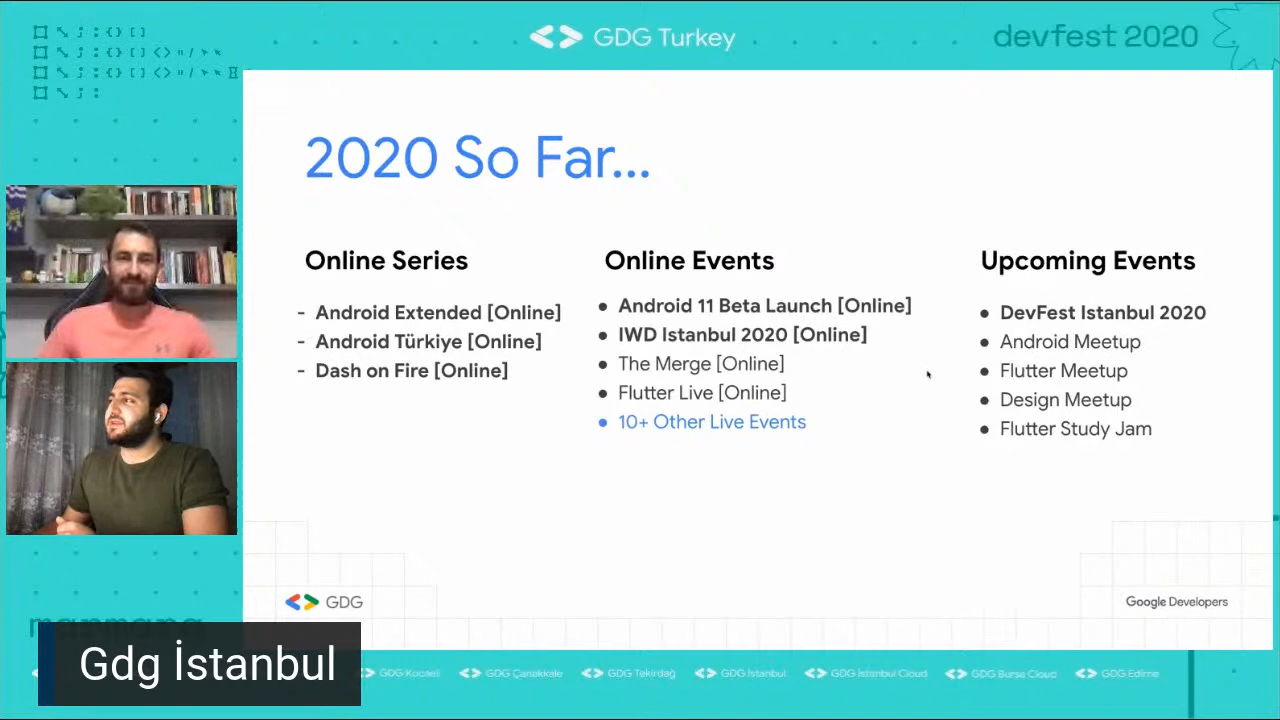 GDG Turkey
devfest 2020
2020 So Far...
Online Series
- Android Extended [Online]
- Android Türkiye [Online]
- Dash on Fire [Online]
Online Events
● Android 11 Beta Launch [Online]
● IWD Istanbul 2020 [Online]
● The Merge [Online]
● Flutter Live [Online]
● 10+ Other Live Events
Upcoming Events
● DevFest Istanbul 2020
● Android Meetup
● Flutter Meetup
● Design Meetup
● Flutter Study Jam
GDG
Google Developers
Gdg İstanbul
GDG Kocaeli
GDG Çanakkale
GDG Tekirdağ
GDG İstanbul
GDG İstanbul Cloud
GDG Bursa Cloud
GDG Edirne